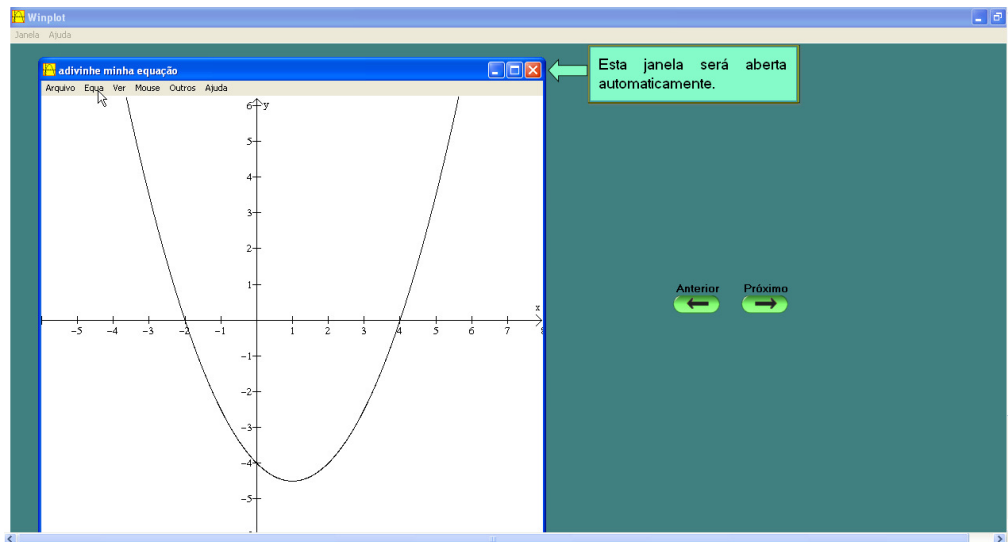 Winplot
Janela Ajuda
adivinhe minha equação
Arquivo Equa Ver Mouse Outros Ajuda
Esta janela será aberta
automaticamente.
6 y
5
4
3
2
1
x
-5 -4 -3 -2 -1 1 2 3 4 5 6 7 8
-1
-2
-3
-4
-5
Anterior Próximo